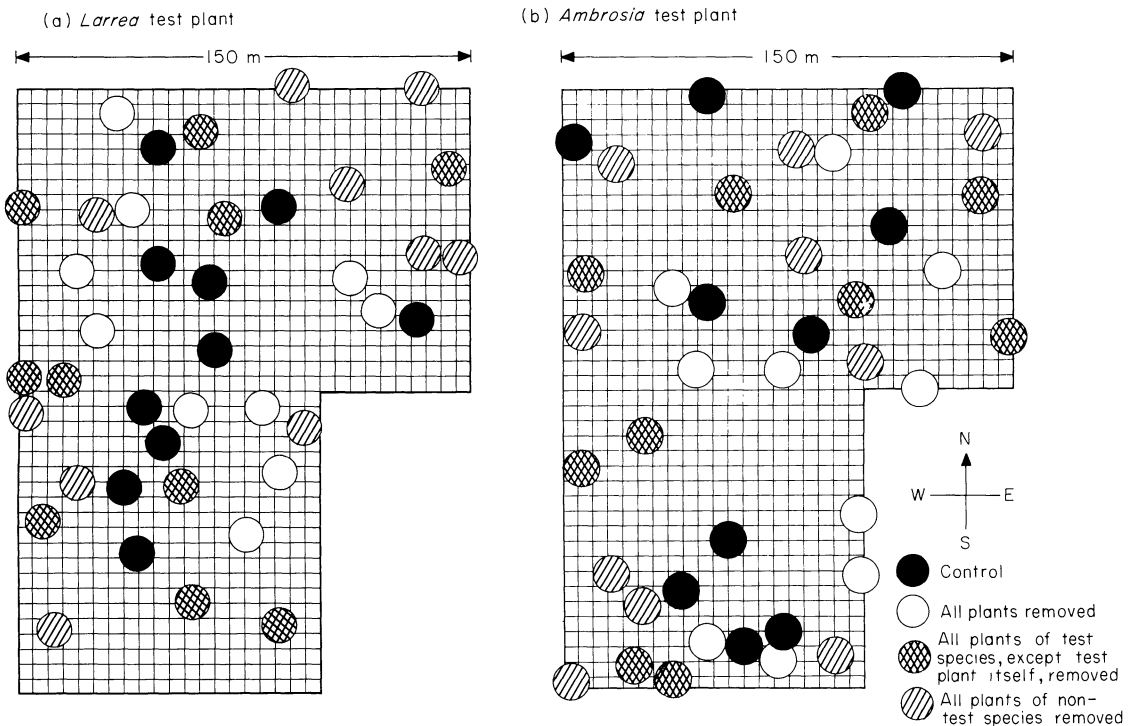 (a) Larrea test plant
(b) Ambrosia test plant
150 m
150 m
N
W E
S
Control
All plants removed
All plants of test
species, except test
plant itself, removed
All plants of non-
test species removed